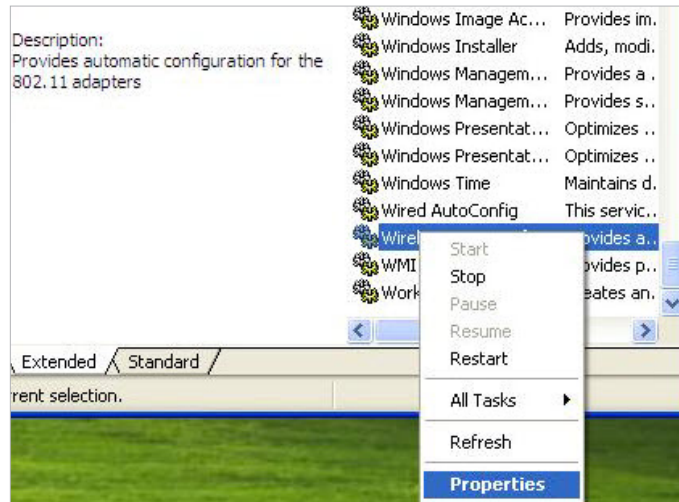 Description:
Provides automatic configuration for the
802.11 adapters
Windows Image Ac... Provides im.
Windows Installer Adds, modi.
Windows Managem... Provides a .
Windows Managem... Provides s..
Windows Presentat... Optimizes ..
Windows Presentat... Optimizes ..
Windows Time Maintains d.
Wired AutoConfig This servic..
Wirel ovides a..
WMI ovides p..
Work eates an.
Start
Stop
Pause
Resume
Restart
All Tasks
Refresh
Properties
Extended Standard
rrent selection.